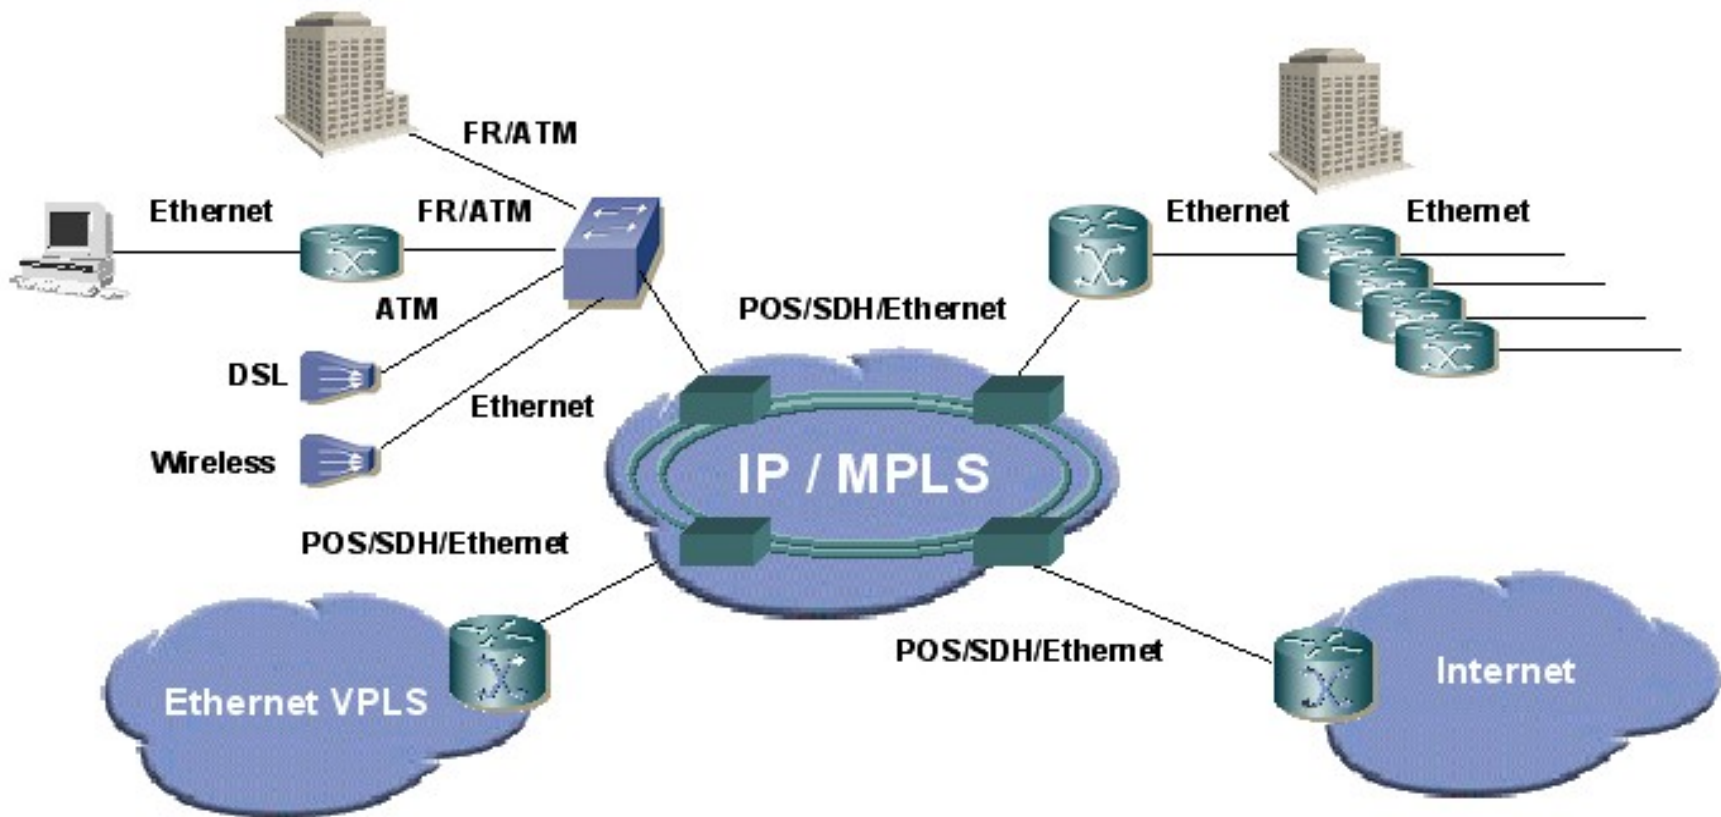 FR/ATM
Ethernet
FR/ATM
Ethernet
Ethernet
ATM
POS/SDH/Ethernet
DSL
Ethernet
Wireless
IP / MPLS
POS/SDH/Ethernet
POS/SDH/Ethernet
Internet
Ethernet VPLS